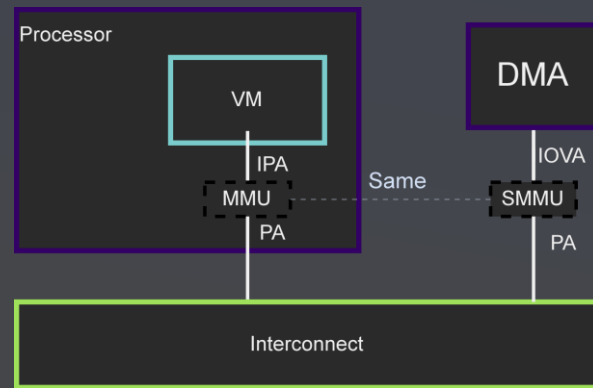 Processor
VM
DMA
IPA
IOVA
MMU
Same
SMMU
PA
PA
Interconnect